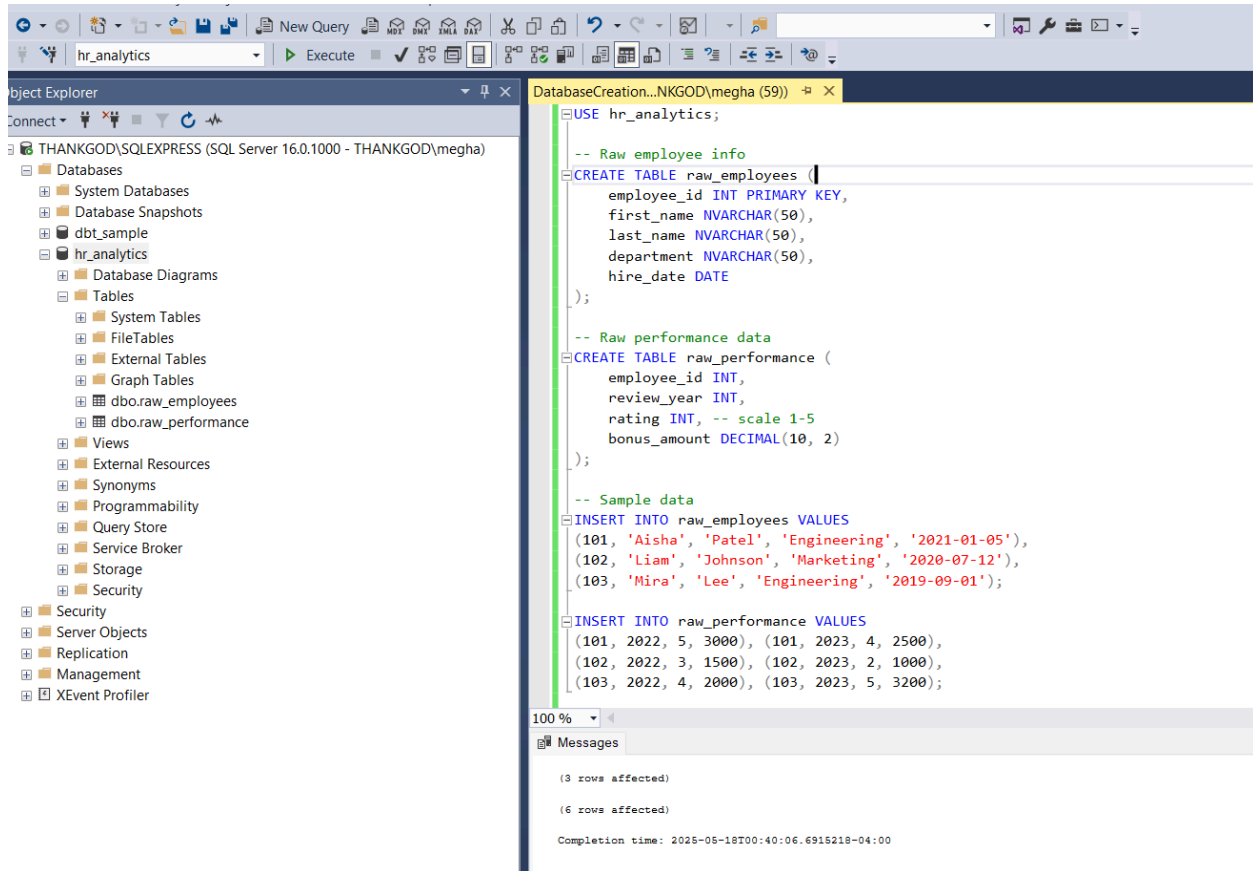 New Query
MDX
DMX
XMLA
DAX
hr_analytics
Execute
Object Explorer
Connect
THANKGOD\SQLEXPRESS (SQL Server 16.0.1000 - THANKGOD\megha)
Databases
System Databases
Database Snapshots
dbt_sample
hr_analytics
Database Diagrams
Tables
System Tables
FileTables
External Tables
Graph Tables
dbo.raw_employees
dbo.raw_performance
Views
External Resources
Synonyms
Programmability
Query Store
Service Broker
Storage
Security
Security
Server Objects
Replication
Management
XEvent Profiler
DatabaseCreation...NKGOD\megha (59))
USE hr_analytics;
-- Raw employee info
CREATE TABLE raw_employees (
employee_id INT PRIMARY KEY,
first_name NVARCHAR(50),
last_name NVARCHAR(50),
department NVARCHAR(50),
hire_date DATE
);
-- Raw performance data
CREATE TABLE raw_performance (
employee_id INT,
review_year INT,
rating INT, -- scale 1-5
bonus_amount DECIMAL(10, 2)
);
-- Sample data
INSERT INTO raw_employees VALUES
(101, 'Aisha', 'Patel', 'Engineering', '2021-01-05'),
(102, 'Liam', 'Johnson', 'Marketing', '2020-07-12'),
(103, 'Mira', 'Lee', 'Engineering', '2019-09-01');
INSERT INTO raw_performance VALUES
(101, 2022, 5, 3000), (101, 2023, 4, 2500),
(102, 2022, 3, 1500), (102, 2023, 2, 1000),
(103, 2022, 4, 2000), (103, 2023, 5, 3200);
100 %
Messages
(3 rows affected)
(6 rows affected)
Completion time: 2025-05-18T00:40:06.6915218-04:00